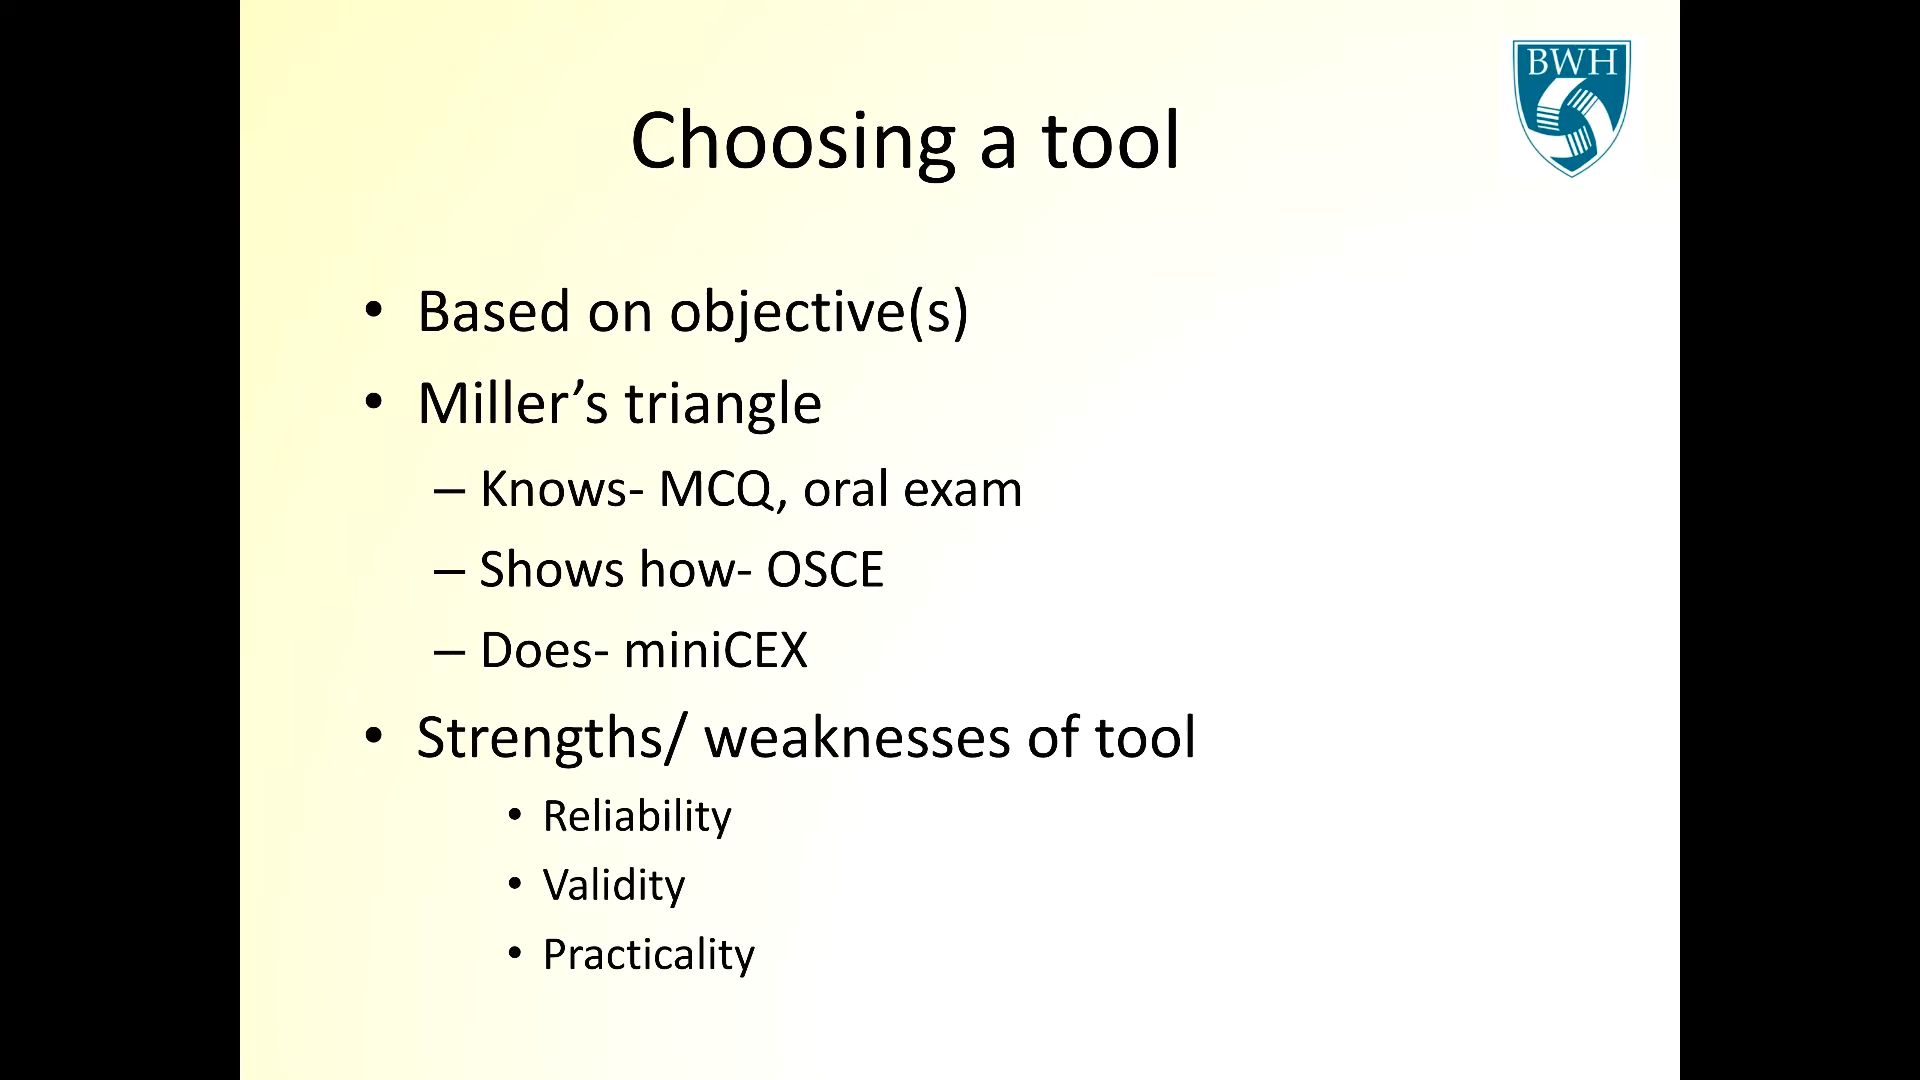 BWH
Choosing a tool
• Based on objective(s)
• Miller’s triangle
– Knows- MCQ, oral exam
– Shows how- OSCE
– Does- miniCEX
• Strengths/ weaknesses of tool
• Reliability
• Validity
• Practicality